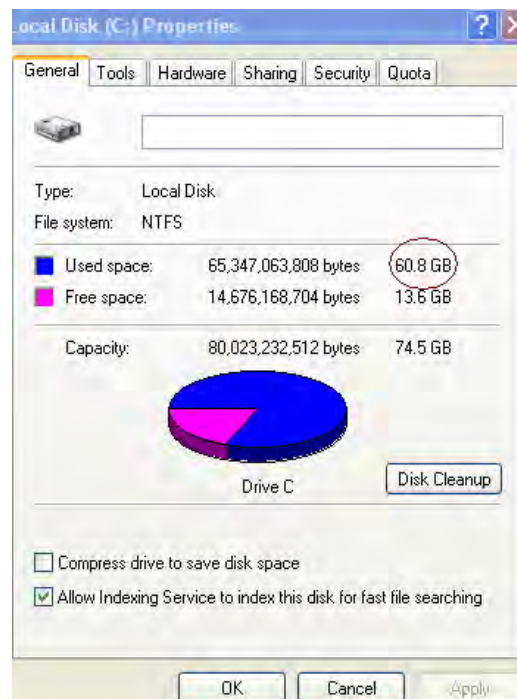 Local Disk (C:) Properties
General Tools Hardware Sharing Security Quota
Type: Local Disk
File system: NTFS
Used space: 65,347,063,808 bytes 60.8 GB
Free space: 14,676,168,704 bytes 13.6 GB
Capacity: 80,023,232,512 bytes 74.5 GB
Drive C
Disk Cleanup
Compress drive to save disk space
Allow Indexing Service to index this disk for fast file searching
OK Cancel Apply